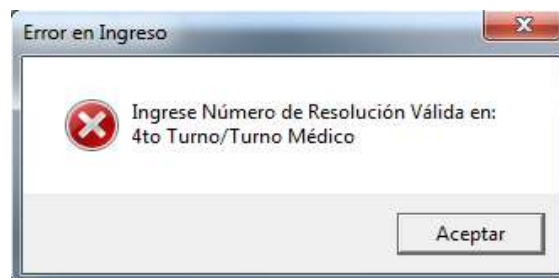 Error en Ingreso
Ingrese Número de Resolución Válida en:
4to Turno/Turno Médico
Aceptar